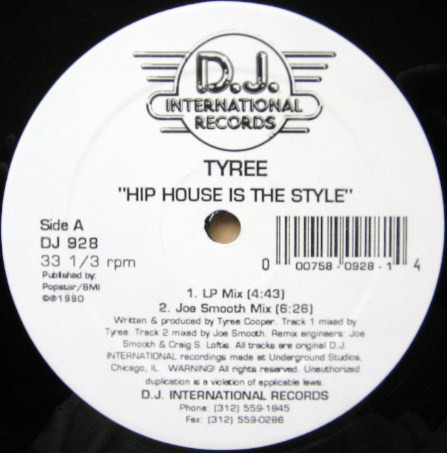 D.J.
INTERNATIONAL
RECORDS
TYREE
"HIP HOUSE IS THE STYLE"
Side A
DJ 928
33 1/3 rpm
Published by:
Popstar/BMI
©℗1990
0 00758 - 0928 - 1 4
1. LP Mix (4:43)
2. Joe Smooth Mix (6:26)
Written & produced by Tyree Cooper. Track 1 mixed by
Tyree. Track 2 mixed by Joe Smooth. Remix engineers: Joe
Smooth & Craig S. Loftis. All tracks are original D.J.
INTERNATIONAL recordings made at Underground Studios,
Chicago, IL. WARNING! All rights reserved. Unauthorized
duplication is a violation of applicable laws.
D.J. INTERNATIONAL RECORDS
Phone: (312) 559-1845
Fax: (312) 559-0286